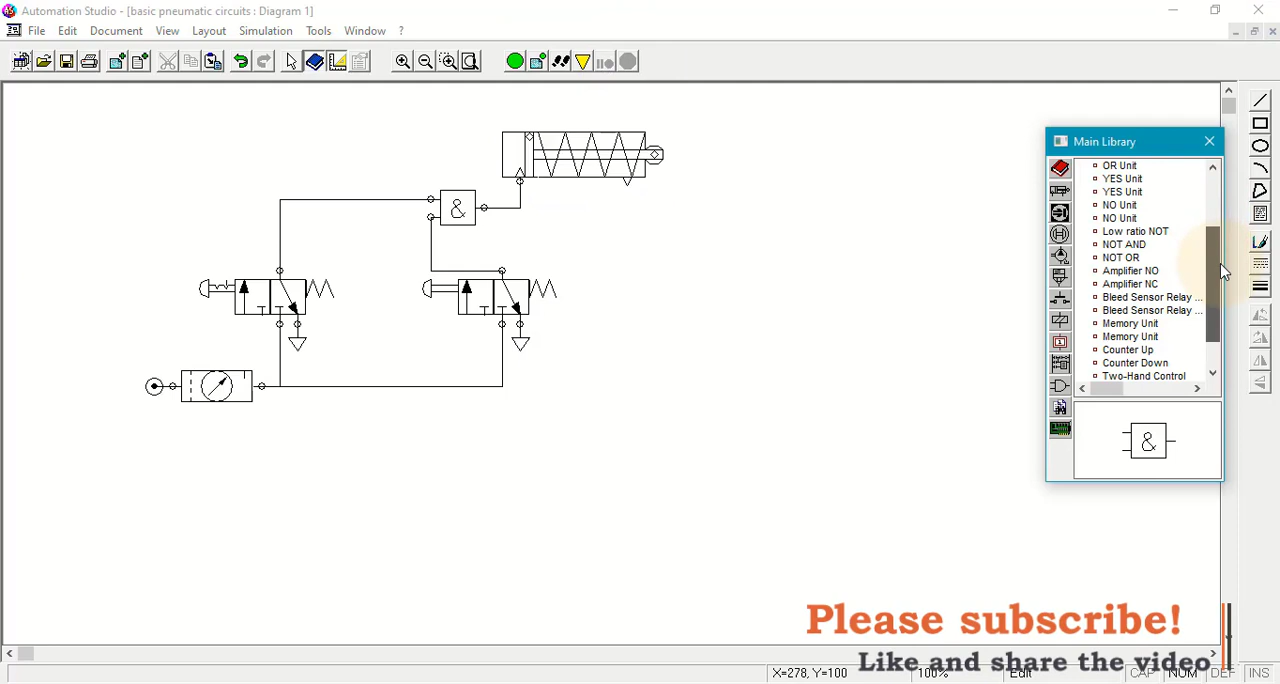 Automation Studio - [basic pneumatic circuits : Diagram 1]
File Edit Document View Layout Simulation Tools Window ?
Main Library
OR Unit
YES Unit
YES Unit
NO Unit
NO Unit
Low ratio NOT
NOT AND
NOT OR
Amplifier NO
Amplifier NC
Bleed Sensor Relay ...
Bleed Sensor Relay ...
Memory Unit
Memory Unit
Counter Up
Counter Down
Two-Hand Control
&
&
Please subscribe!
Like and share the video
X=278, Y=100 100% Edit CAP NUM DEF INS